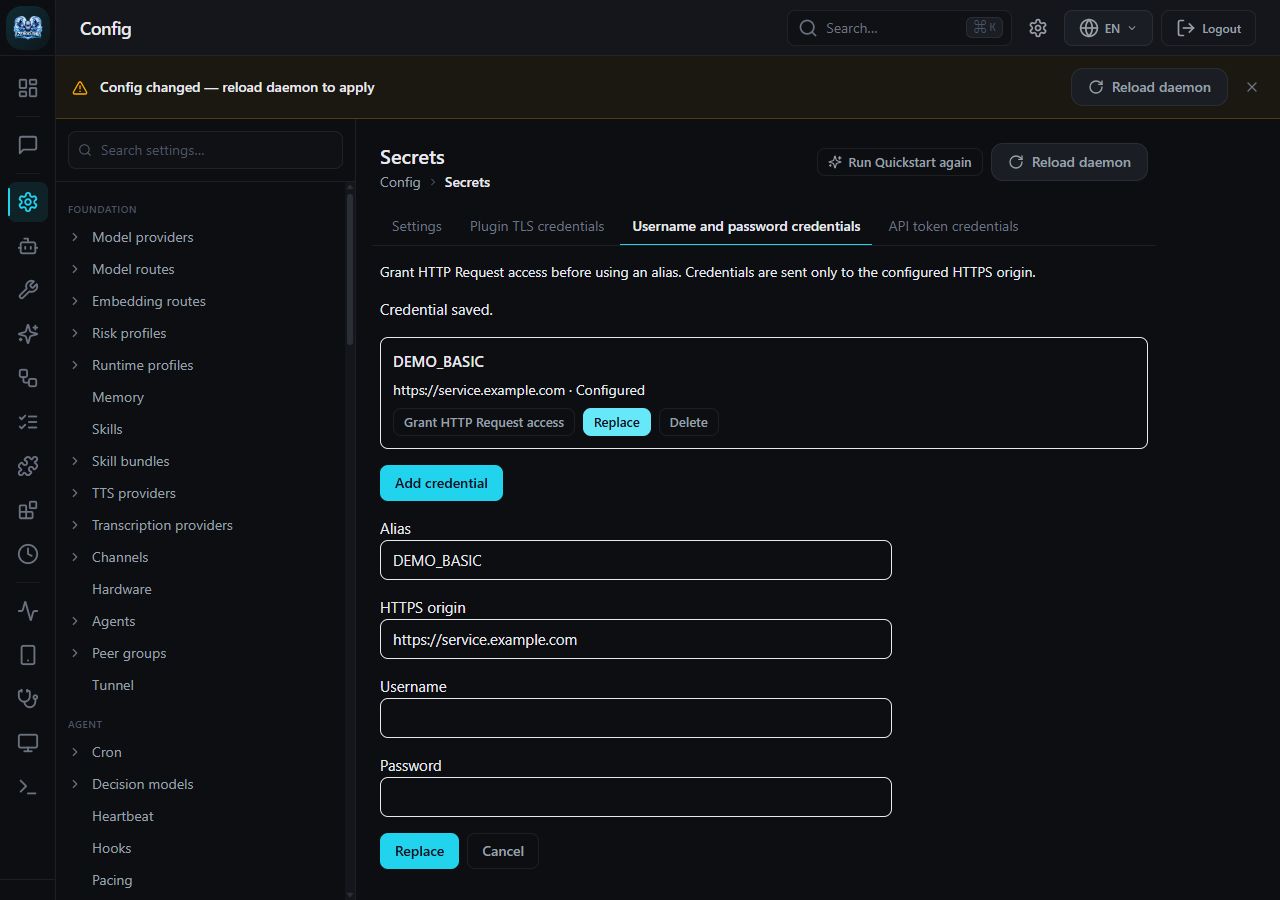 Config
Search...
⌘K
EN
Logout
Config changed — reload daemon to apply
Reload daemon
Search settings...
FOUNDATION
Model providers
Model routes
Embedding routes
Risk profiles
Runtime profiles
Memory
Skills
Skill bundles
TTS providers
Transcription providers
Channels
Hardware
Agents
Peer groups
Tunnel
AGENT
Cron
Decision models
Heartbeat
Hooks
Pacing
Secrets
Config > Secrets
Run Quickstart again
Reload daemon
Settings
Plugin TLS credentials
Username and password credentials
API token credentials
Grant HTTP Request access before using an alias. Credentials are sent only to the configured HTTPS origin.
Credential saved.
DEMO_BASIC
https://service.example.com · Configured
Grant HTTP Request access
Replace
Delete
Add credential
Alias
DEMO_BASIC
HTTPS origin
https://service.example.com
Username
Password
Replace
Cancel